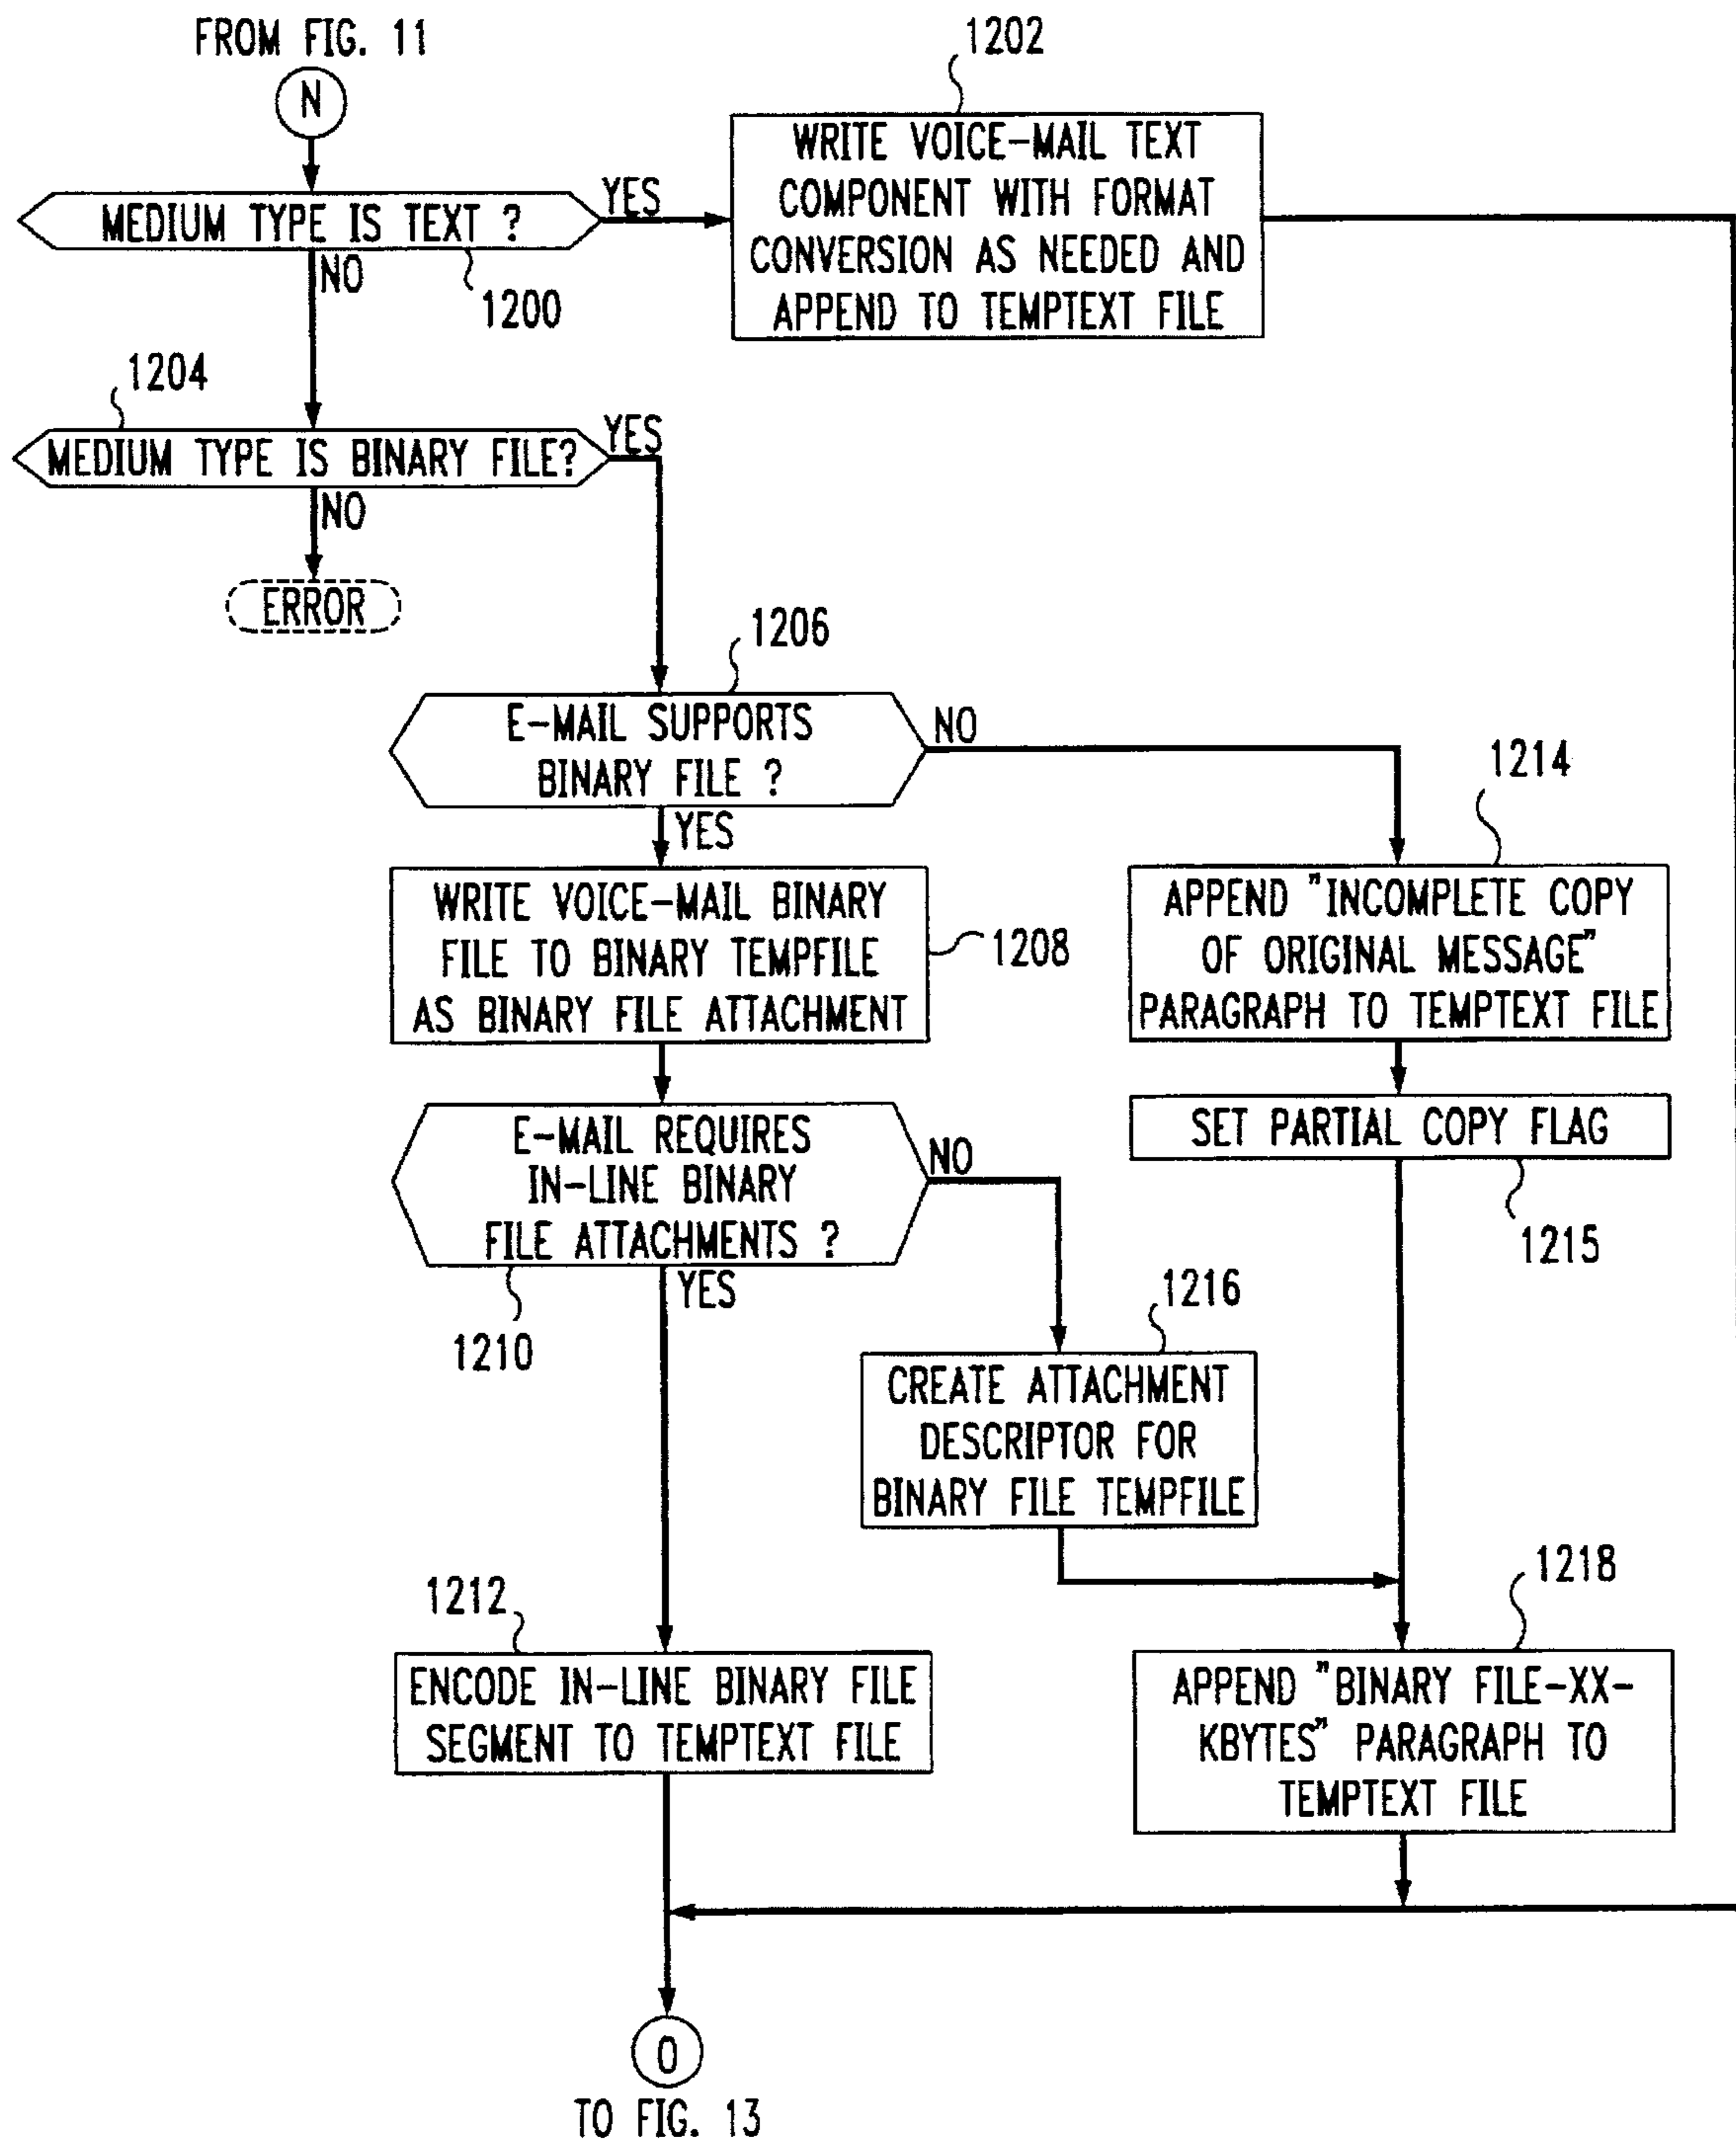 FROM FIG. 11
N
1202
MEDIUM TYPE IS TEXT ?
YES
NO
1200
WRITE VOICE-MAIL TEXT
COMPONENT WITH FORMAT
CONVERSION AS NEEDED AND
APPEND TO TEMPTEXT FILE
1204
MEDIUM TYPE IS BINARY FILE?
YES
NO
ERROR
1206
E-MAIL SUPPORTS
BINARY FILE ?
NO
YES
1214
WRITE VOICE-MAIL BINARY
FILE TO BINARY TEMPFILE
AS BINARY FILE ATTACHMENT
1208
APPEND "INCOMPLETE COPY
OF ORIGINAL MESSAGE"
PARAGRAPH TO TEMPTEXT FILE
SET PARTIAL COPY FLAG
1215
E-MAIL REQUIRES
IN-LINE BINARY
FILE ATTACHMENTS ?
NO
YES
1210
1216
CREATE ATTACHMENT
DESCRIPTOR FOR
BINARY FILE TEMPFILE
1212
ENCODE IN-LINE BINARY FILE
SEGMENT TO TEMPTEXT FILE
1218
APPEND "BINARY FILE-XX-
KBYTES" PARAGRAPH TO
TEMPTEXT FILE
O
TO FIG. 13